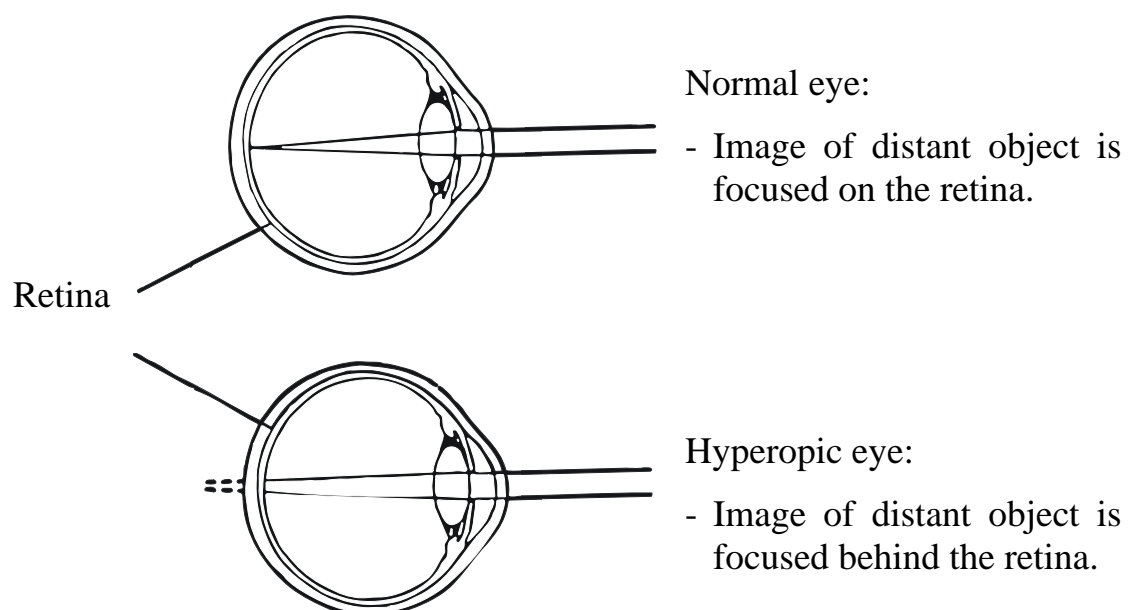 Normal eye:
- Image of distant object is
focused on the retina.
Retina
Hyperopic eye:
- Image of distant object is
focused behind the retina.